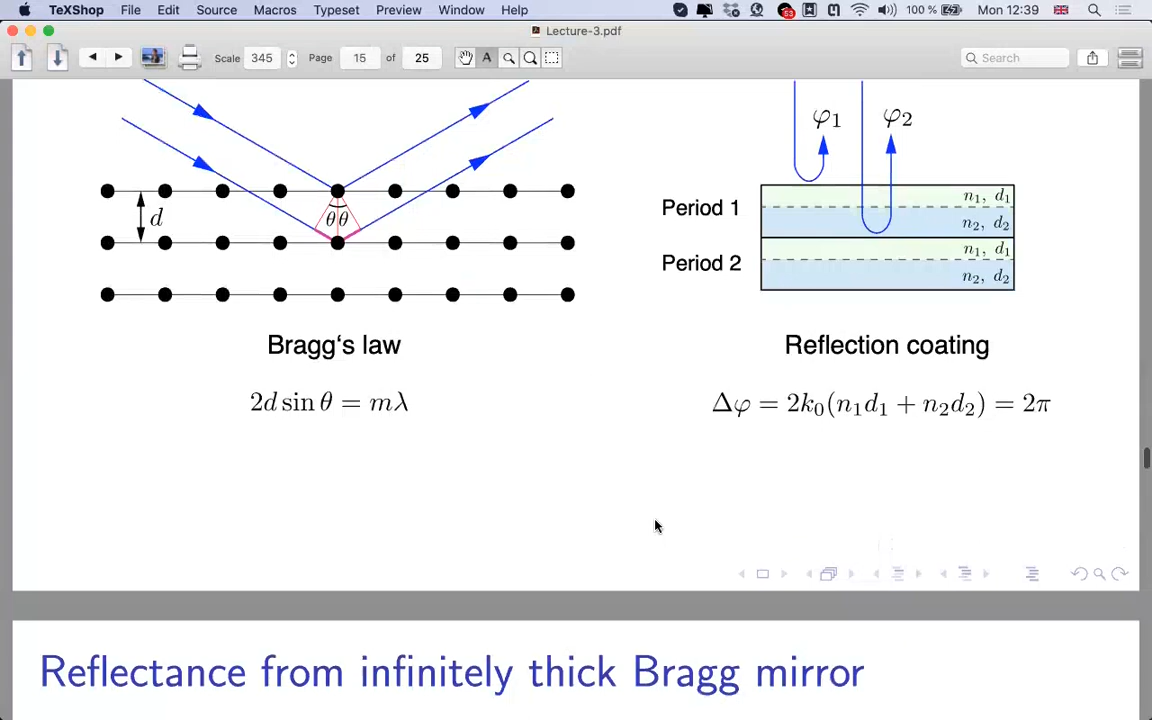 TeXShop File Edit Source Macros Typeset Preview Window Help 53 100 % Mon 12:39
Lecture-3.pdf
Scale 345 Page 15 of 25 A Search
φ1 φ2
d
θ θ
Period 1
n1, d1
n2, d2
Period 2
n1, d1
n2, d2
Bragg‘s law
Reflection coating
2d sin θ = mλ
Δφ = 2k0(n1d1 + n2d2) = 2π
Reflectance from infinitely thick Bragg mirror